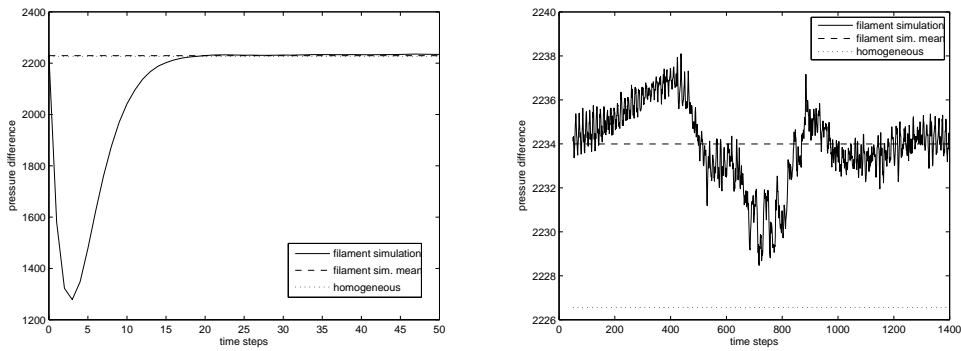 2400
2200
2000
1800
1600
1400
1200
pressure difference
0 5 10 15 20 25 30 35 40 45 50
time steps
filament simulation
filament sim. mean
homogeneous
2240
2238
2236
2234
2232
2230
2228
2226
pressure difference
0 200 400 600 800 1000 1200 1400
time steps
filament simulation
filament sim. mean
homogeneous